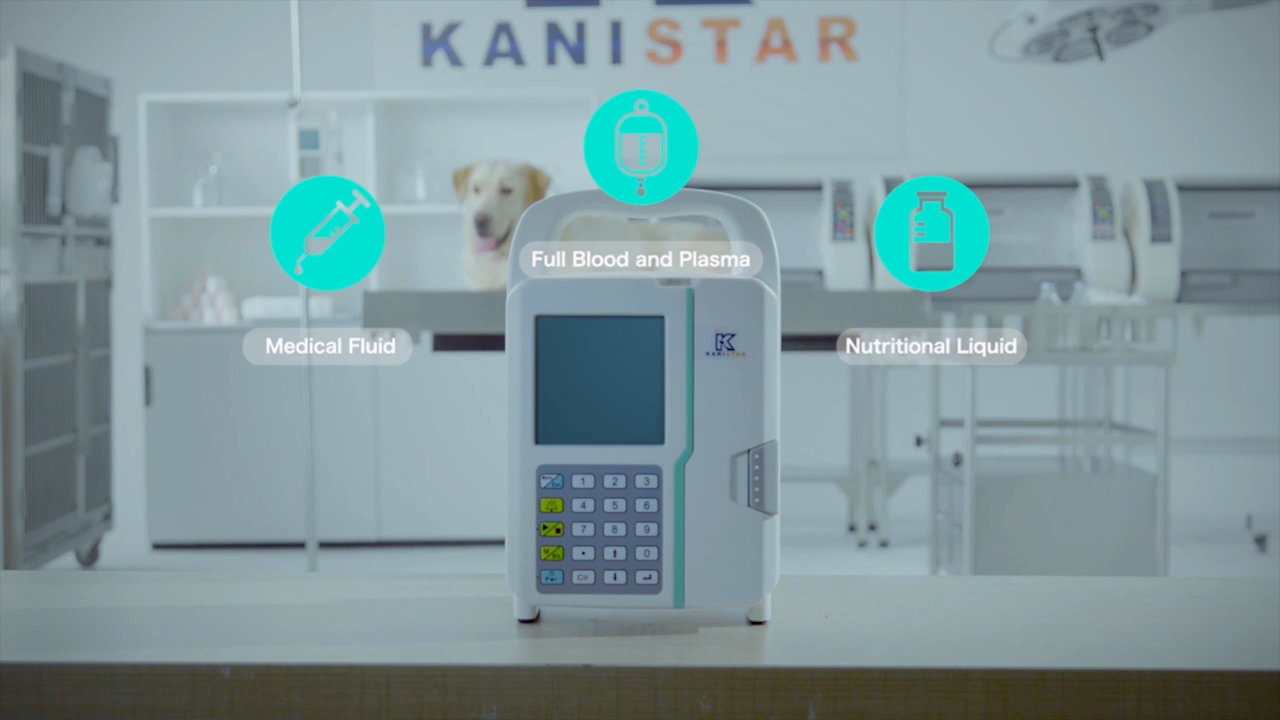 KANISTAR
Full Blood and Plasma
Medical Fluid
Nutritional Liquid
KANISTAR
1 2 3
4 5 6
7 8 9
0
Clr